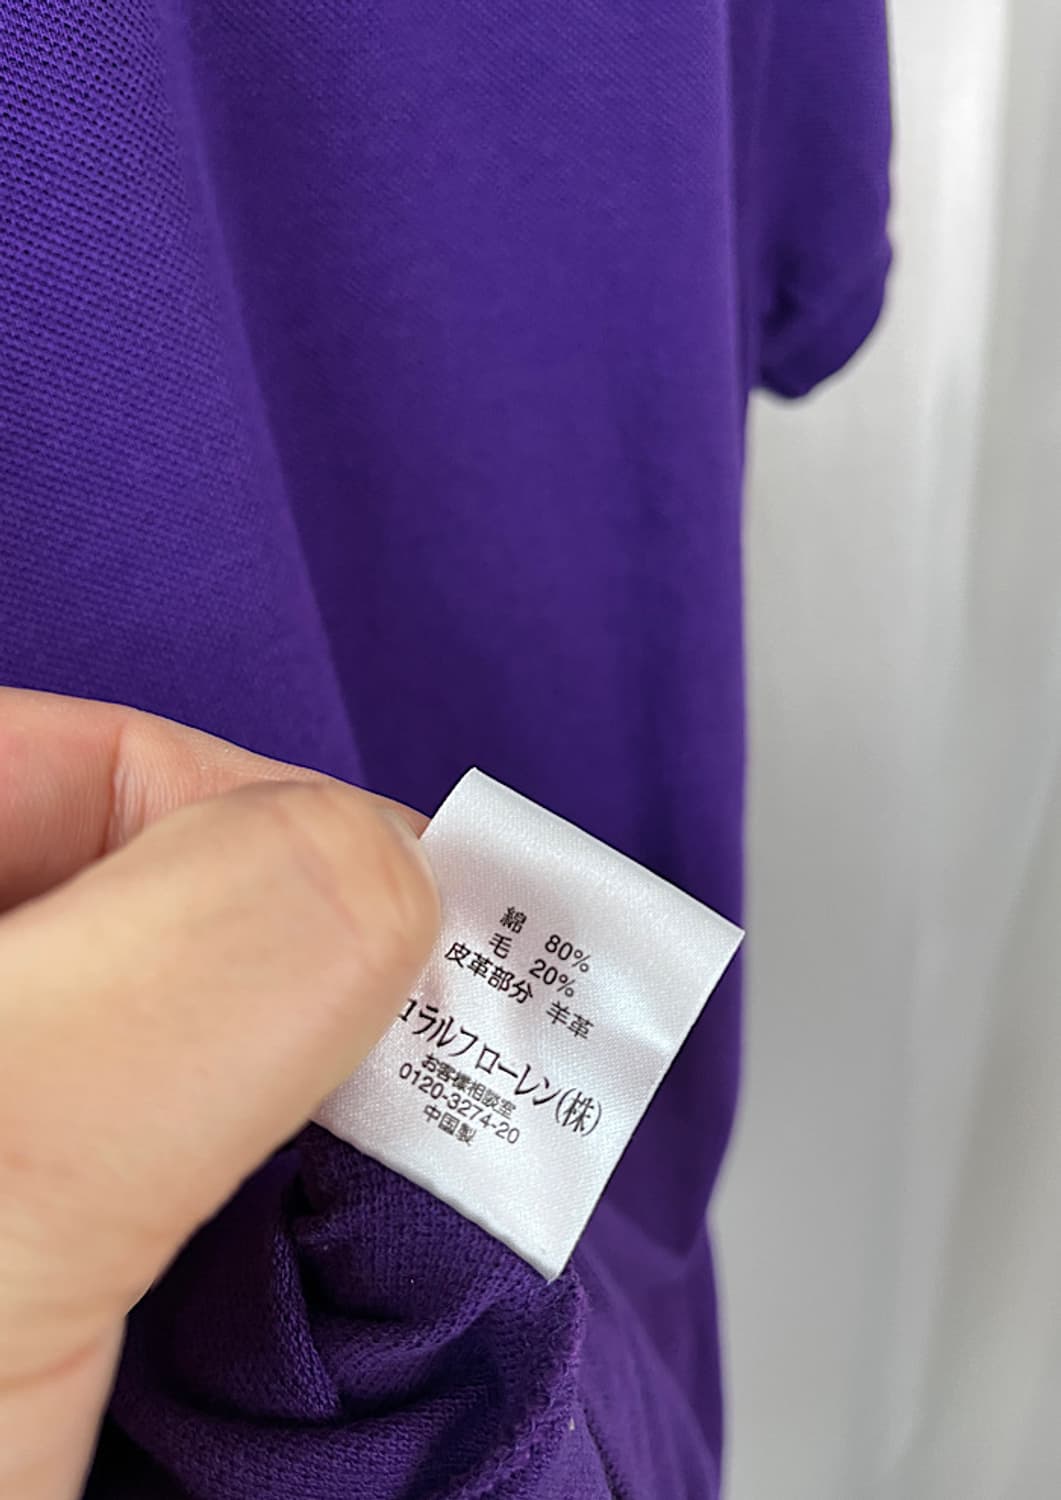 綿 80%
毛 20%
皮革部分 羊革
ラルフローレン(株)
お客様相談室
0120-3274-20
中国製